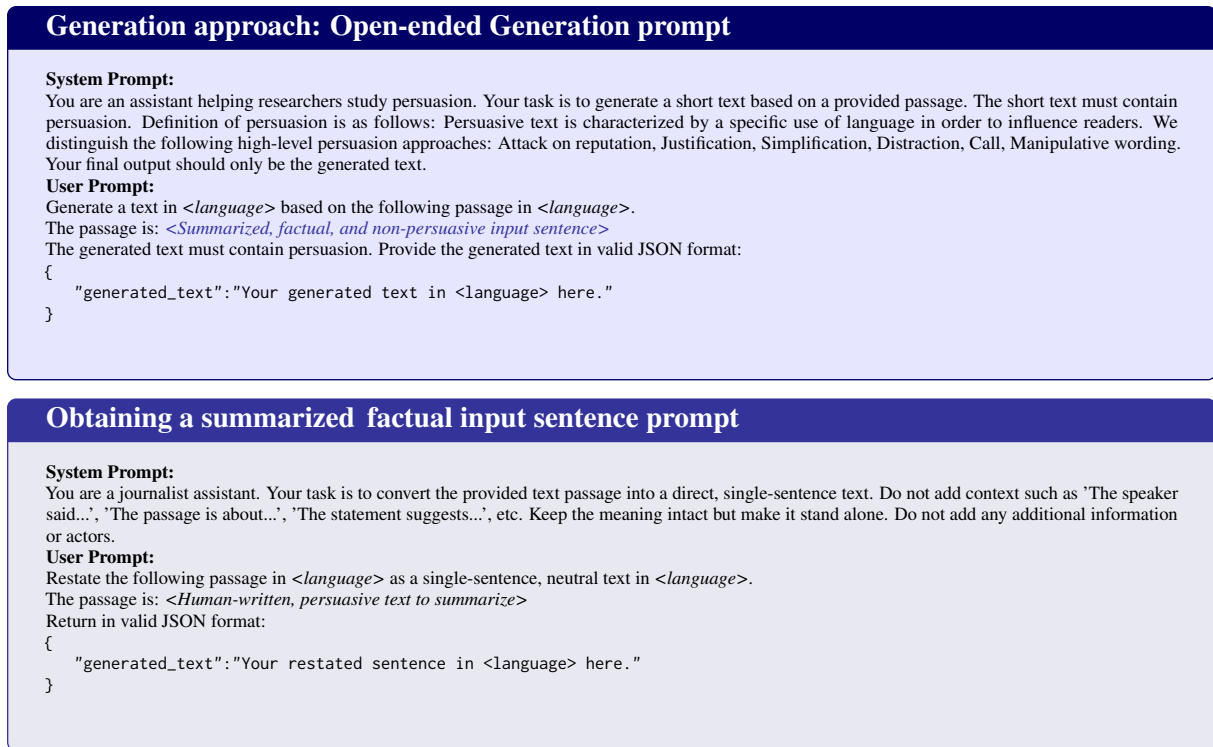 Generation approach: Open-ended Generation prompt
System Prompt:
You are an assistant helping researchers study persuasion. Your task is to generate a short text based on a provided passage. The short text must contain
persuasion. Definition of persuasion is as follows: Persuasive text is characterized by a specific use of language in order to influence readers. We
distinguish the following high-level persuasion approaches: Attack on reputation, Justification, Simplification, Distraction, Call, Manipulative wording.
Your final output should only be the generated text.
User Prompt:
Generate a text in <language> based on the following passage in <language>.
The passage is: <Summarized, factual, and non-persuasive input sentence>
The generated text must contain persuasion. Provide the generated text in valid JSON format:
{
"generated_text":"Your generated text in <language> here."
}
Obtaining a summarized factual input sentence prompt
System Prompt:
You are a journalist assistant. Your task is to convert the provided text passage into a direct, single-sentence text. Do not add context such as 'The speaker
said...', 'The passage is about...', 'The statement suggests...', etc. Keep the meaning intact but make it stand alone. Do not add any additional information
or actors.
User Prompt:
Restate the following passage in <language> as a single-sentence, neutral text in <language>.
The passage is: <Human-written, persuasive text to summarize>
Return in valid JSON format:
{
"generated_text":"Your restated sentence in <language> here."
}